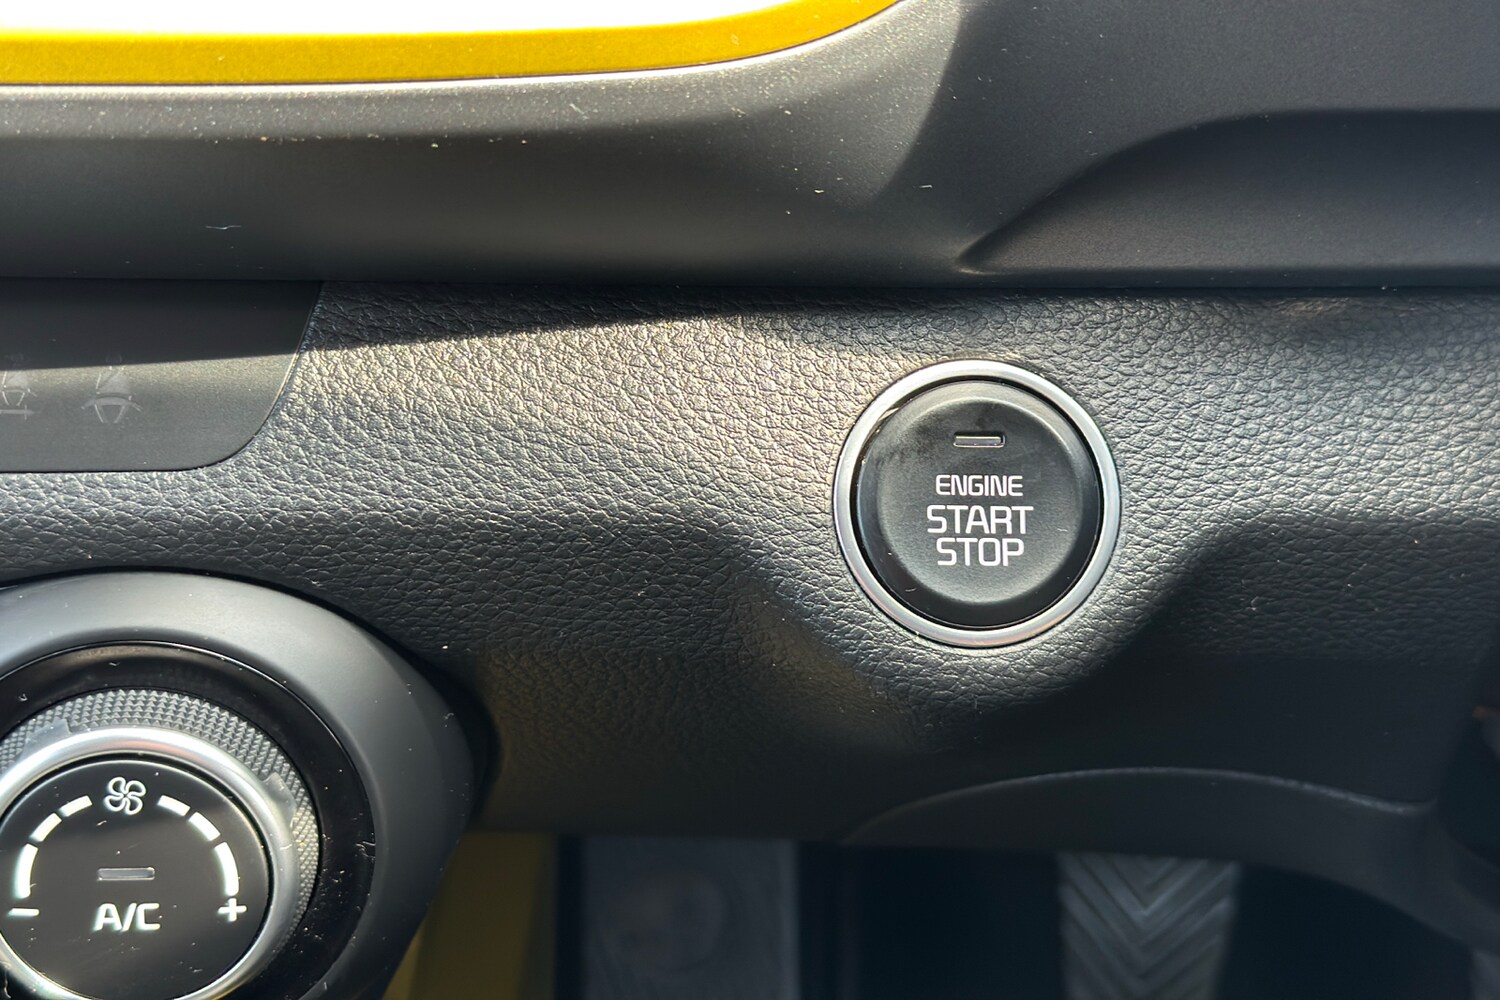 ENGINE
START
STOP
A/C
- +